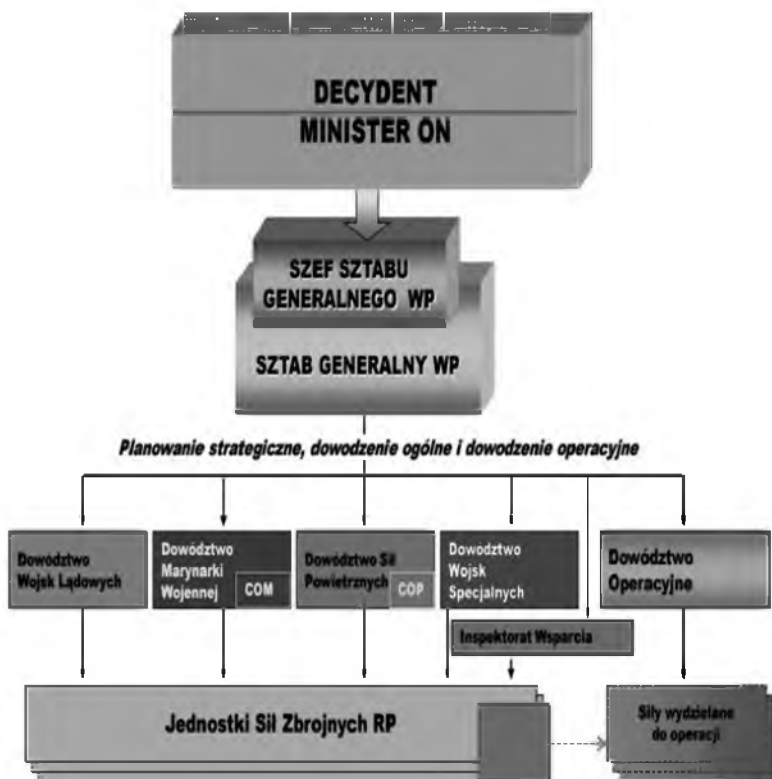 DECYDENT
MINISTER ON
SZEF SZTABU
GENERALNEGO WP
SZTAB GENERALNY WP
Planowanie strategiczne, dowodzenie ogólne i dowodzenie operacyjne
Dowództwo
Wojsk Lądowych
Dowództwo
Marynarki
Wojennej
COM
Dowództwo Sił
Powietrznych
COP
Dowództwo
Wojsk
Specjalnych
Dowództwo
Operacyjne
Inspektorat Wsparcia
Jednostki Sił Zbrojnych RP
Siły wydzielane
do operacji